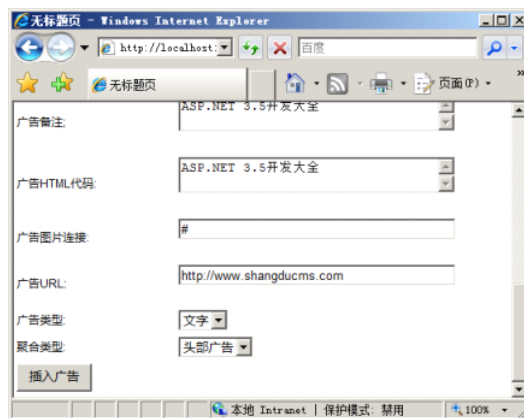 无标题页 - Windows Internet Explorer
http://localhost:
百度
无标题页
页面(P)
»
广告备注:
ASP.NET 3.5开发大全
广告HTML代码:
ASP.NET 3.5开发大全
广告图片连接:
#
广告URL:
http://www.shangducms.com
广告类型:
文字
聚合类型:
头部广告
插入广告
本地 Intranet | 保护模式: 禁用
100%